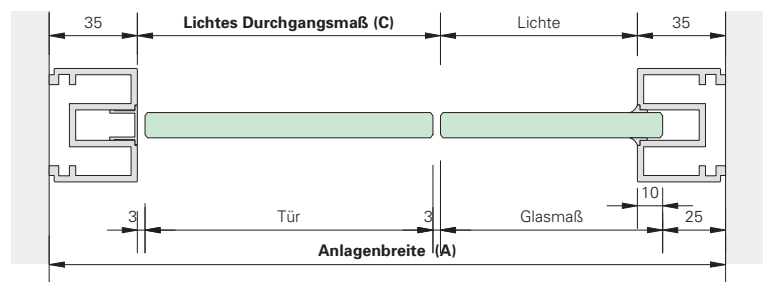 35 Lichtes Durchgangsmaß (C) Lichte 35
10
3 Tür 3 Glasmaß 25
Anlagenbreite (A)